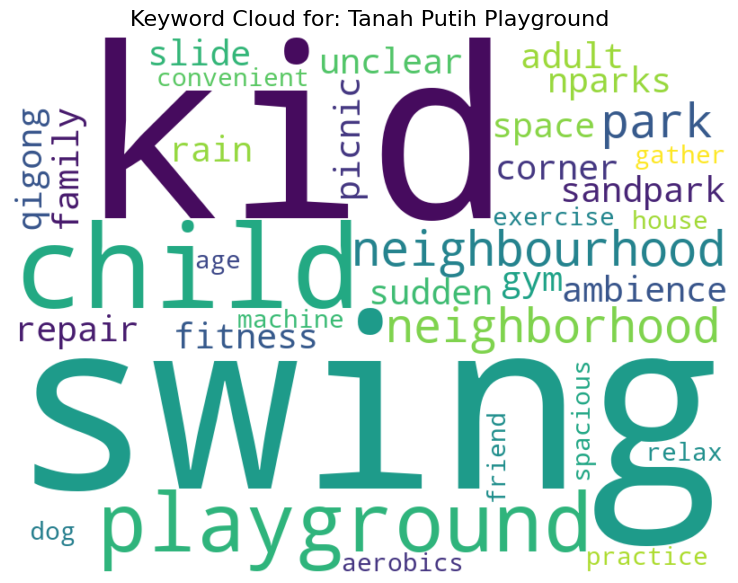 Keyword Cloud for: Tanah Putih Playground
kid
slide
convenient
unclear
adult
nparks
rain
picnic
space
park
gather
corner
sandpark
qigong
family
exercise
house
child
age
neighbourhood
sudden
gym
ambience
repair
fitness
machine
neighborhood
swing
friend
spacious
relax
playground
dog
aerobics
practice